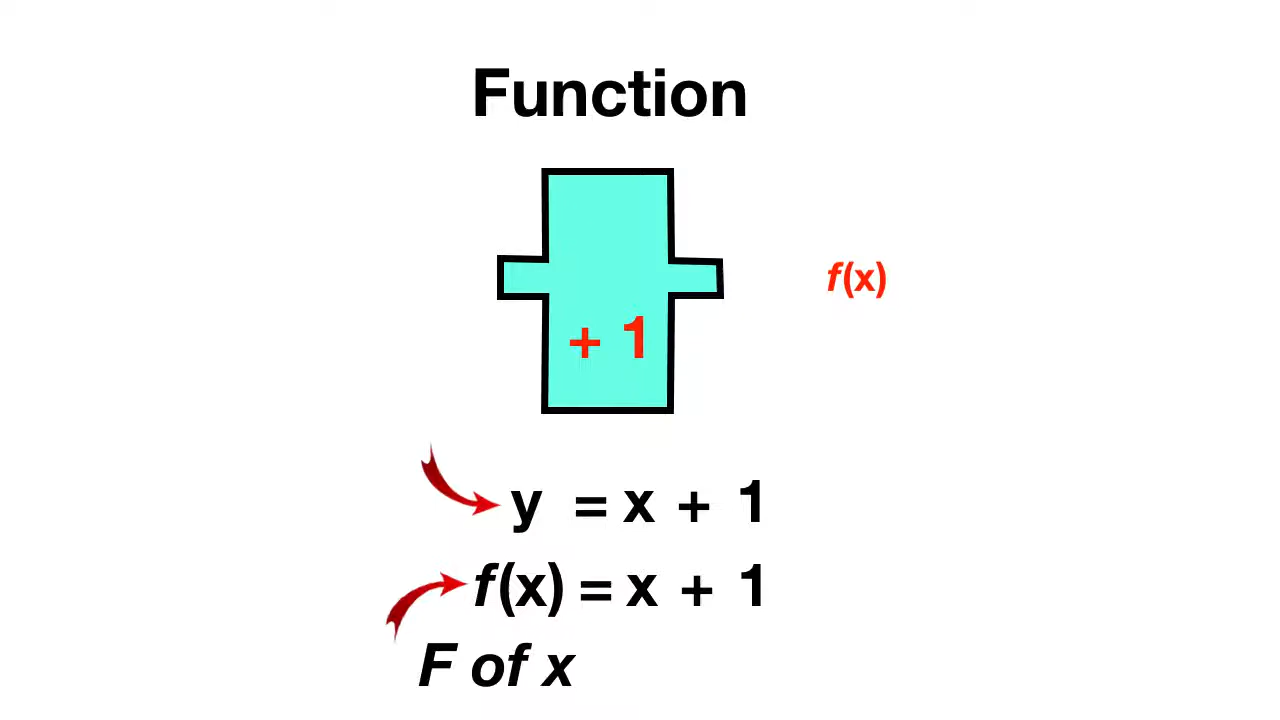 Function
f(x)
+ 1
y = x + 1
f(x) = x + 1
F of x